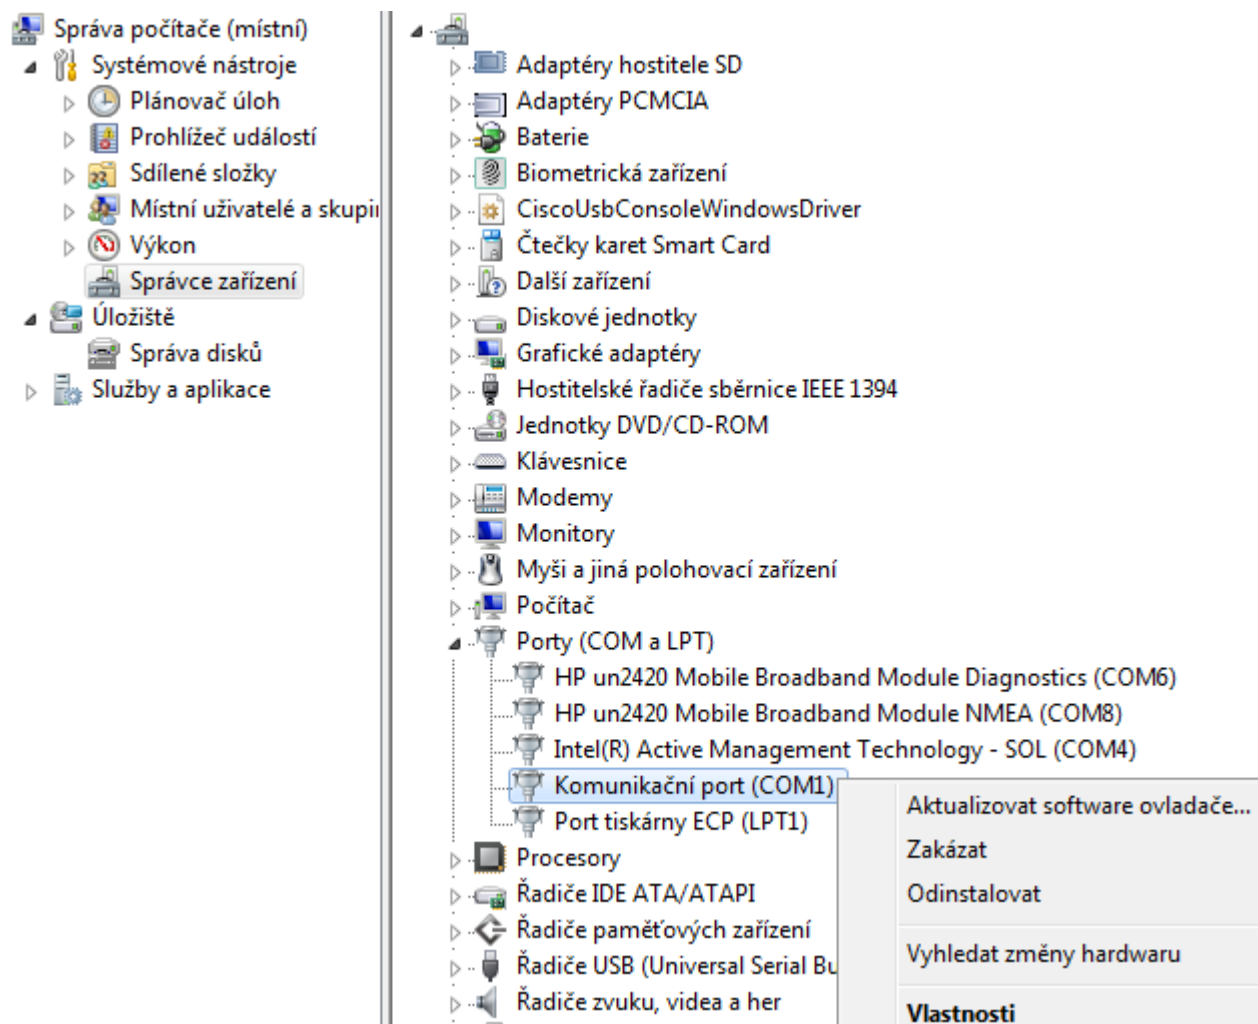 Správa počítače (místní)
Systémové nástroje
Plánovač úloh
Prohlížeč událostí
Sdílené složky
Místní uživatelé a
Výkon
Správce zařízení
Úložiště
Správa disků
Služby a aplikace
Adaptéry hostitele SD
Adaptéry PCMCIA
Baterie
Biometrická zařízení
CiscoUsbConsoleWindowsDriver
Čtečky karet Smart Card
Další zařízení
Diskové jednotky
Grafické adaptéry
Hostitelské řadiče sběrnice IEEE 1394
Jednotky DVD/CD-ROM
Klávesnice
Modemy
Monitory
Myši a jiná polohovací zařízení
Počítač
Porty (COM a LPT)
HP un2420 Mobile Broadband Module Diagnostics (COM6)
HP un2420 Mobile Broadband Module NMEA (COM8)
Intel(R) Active Management Technology - SOL (COM4)
Komunikační port (COM1)
Port tiskárny ECP (LPT1)
Procesory
Řadiče IDE ATA/ATAPI
Řadiče paměťových zařízení
Řadiče USB (Universal Serial
Řadiče zvuku, videa a her
Aktualizovat software ovladače...
Zakázat
Odinstalovat
Vyhledat změny hardwaru
Vlastnosti